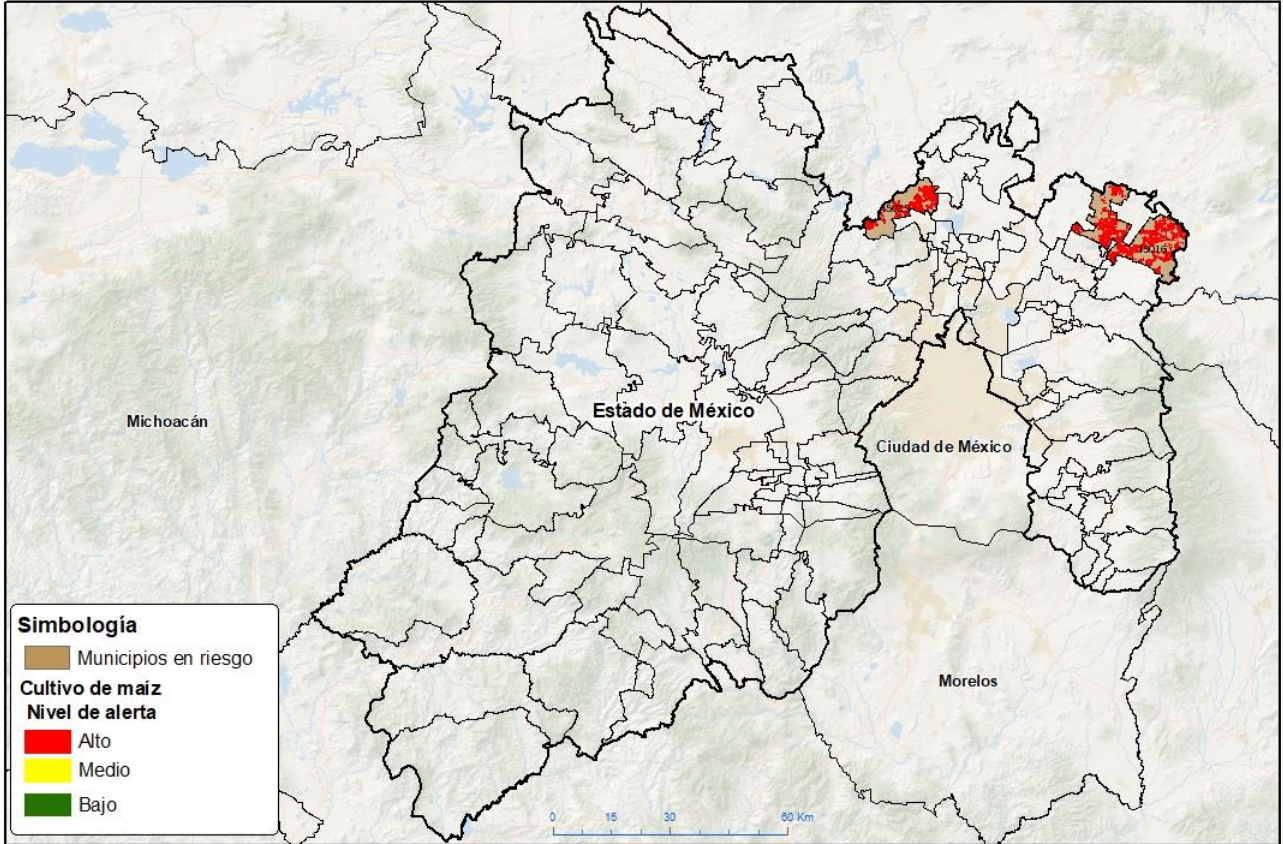 15016
Estado de México
Michoacán
Ciudad de México
Morelos
Simbología
Municipios en riesgo
Cultivo de maíz
Nivel de alerta
Alto
Medio
Bajo
0 15 30 60 Km